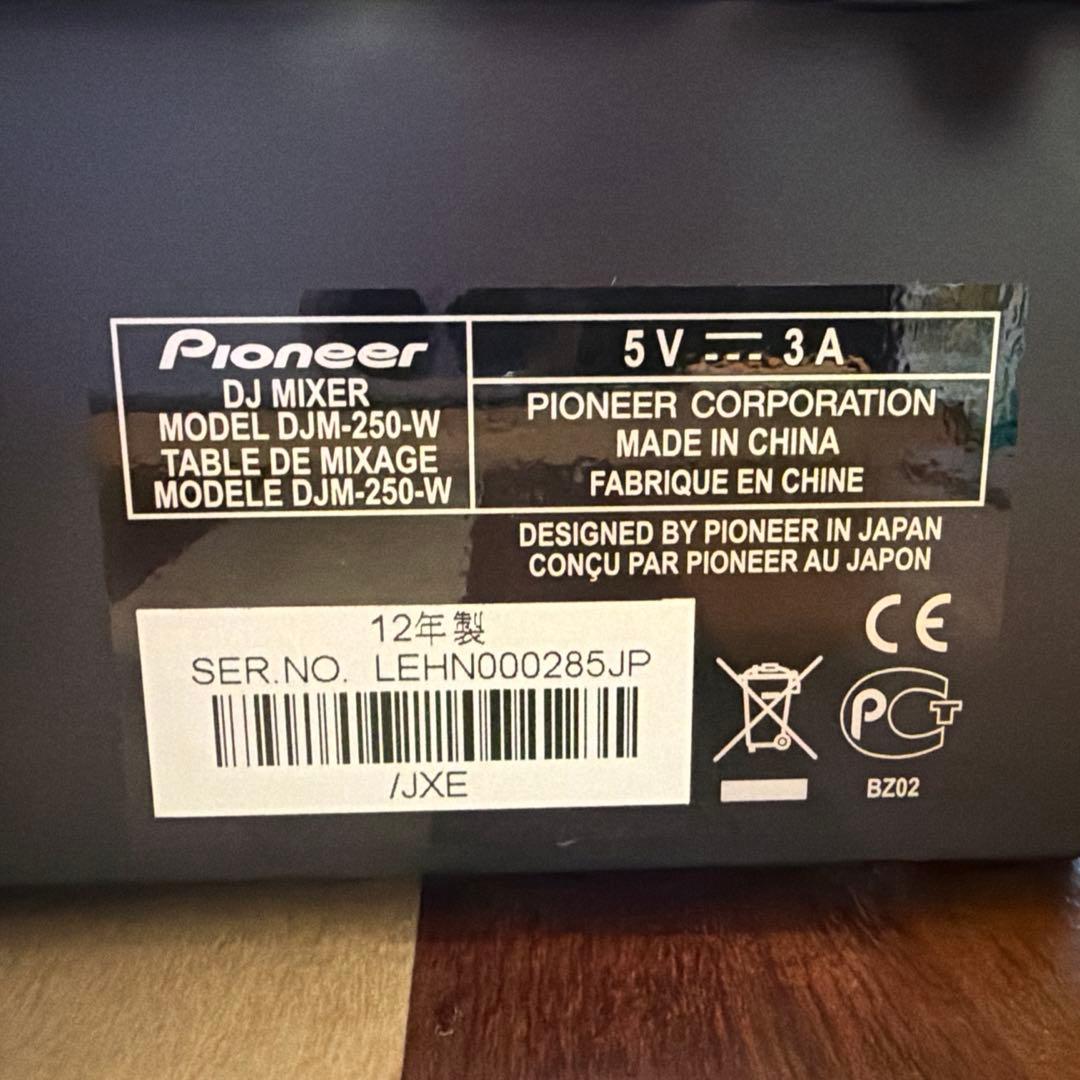 Pioneer
DJ MIXER
MODEL DJM-250-W
TABLE DE MIXAGE
MODELE DJM-250-W
5 V ⎓ 3 A
PIONEER CORPORATION
MADE IN CHINA
FABRIQUE EN CHINE
DESIGNED BY PIONEER IN JAPAN
CONÇU PAR PIONEER AU JAPON
12年製
SER.NO. LEHN000285JP
/JXE
CE
PCT
BZ02